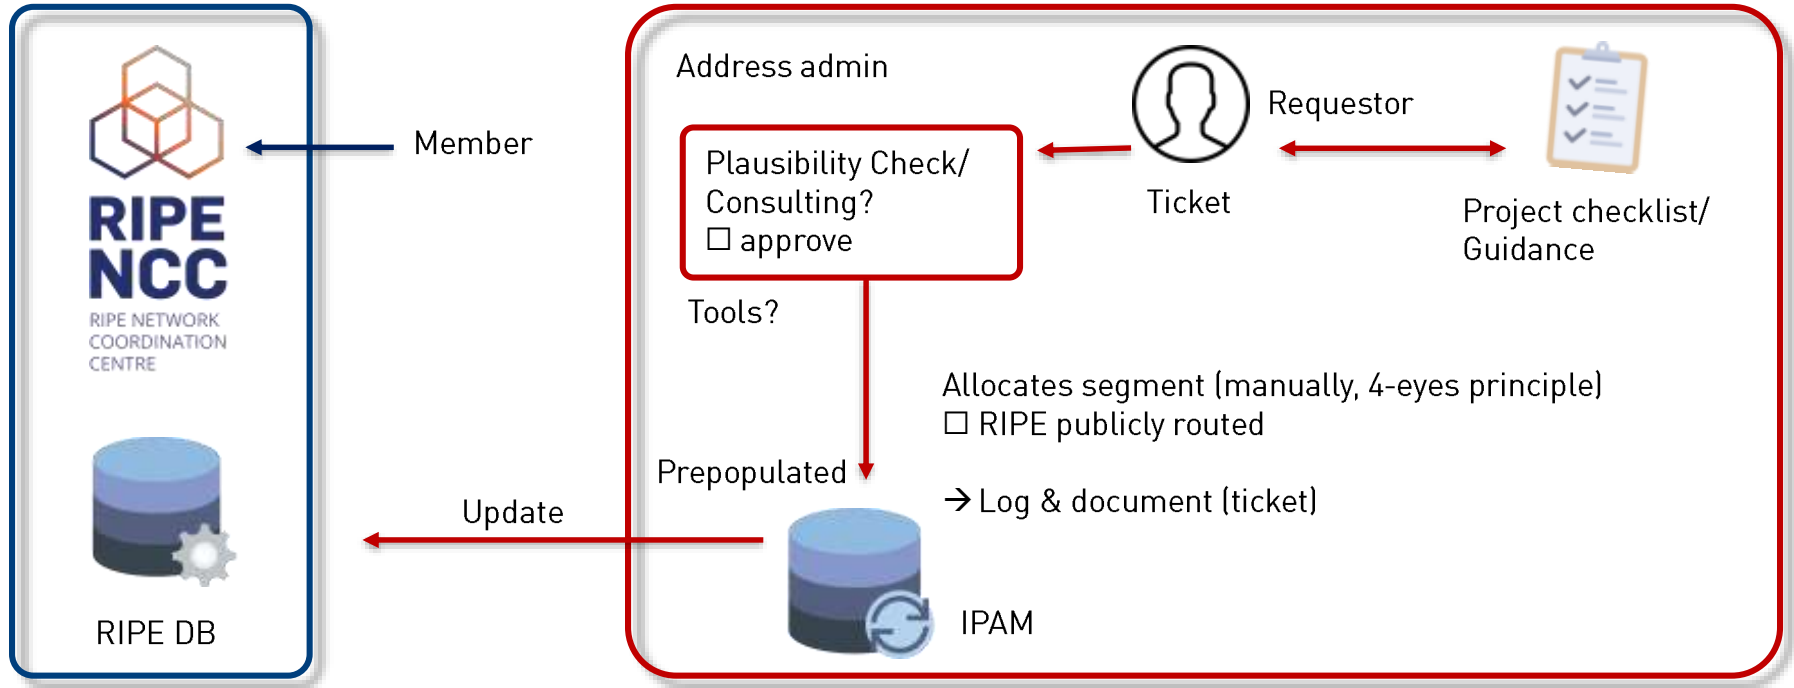 RIPE
NCC
RIPE NETWORK
COORDINATION
CENTRE
RIPE DB
Member
Update
Address admin
Plausibility Check/
Consulting?
☐ approve
Tools?
Requestor
Ticket
Project checklist/
Guidance
Allocates segment (manually, 4-eyes principle)
☐ RIPE publicly routed
→ Log & document (ticket)
Prepopulated
IPAM